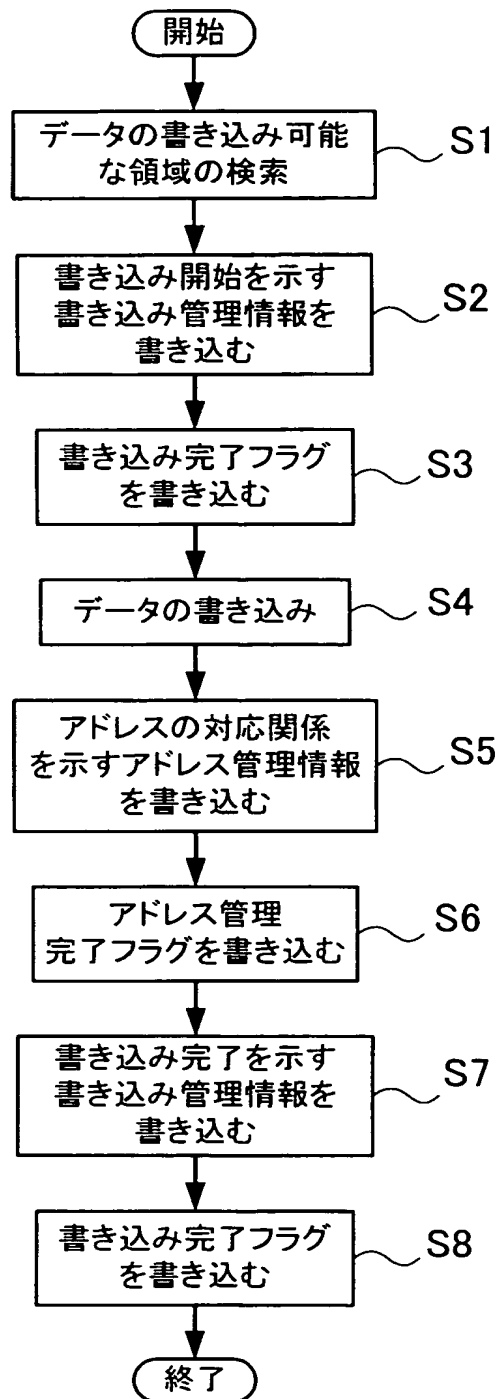 開始
データの書き込み可能
な領域の検索
S1
書き込み開始を示す
書き込み管理情報を
書き込む
S2
書き込み完了フラグ
を書き込む
S3
データの書き込み
S4
アドレスの対応関係
を示すアドレス管理情報
を書き込む
S5
アドレス管理
完了フラグを書き込む
S6
書き込み完了を示す
書き込み管理情報を
書き込む
S7
書き込み完了フラグ
を書き込む
S8
終了